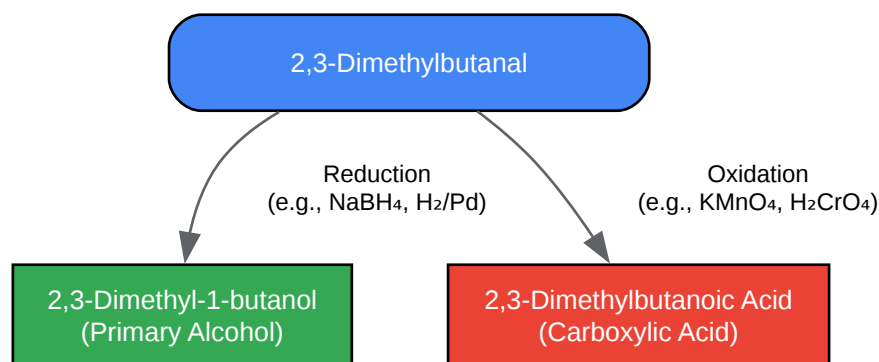 2,3-Dimethylbutanal
Reduction
(e.g., NaBH₄, H₂/Pd)
Oxidation
(e.g., KMnO₄, H₂CrO₄)
2,3-Dimethyl-1-butanol
(Primary Alcohol)
2,3-Dimethylbutanoic Acid
(Carboxylic Acid)